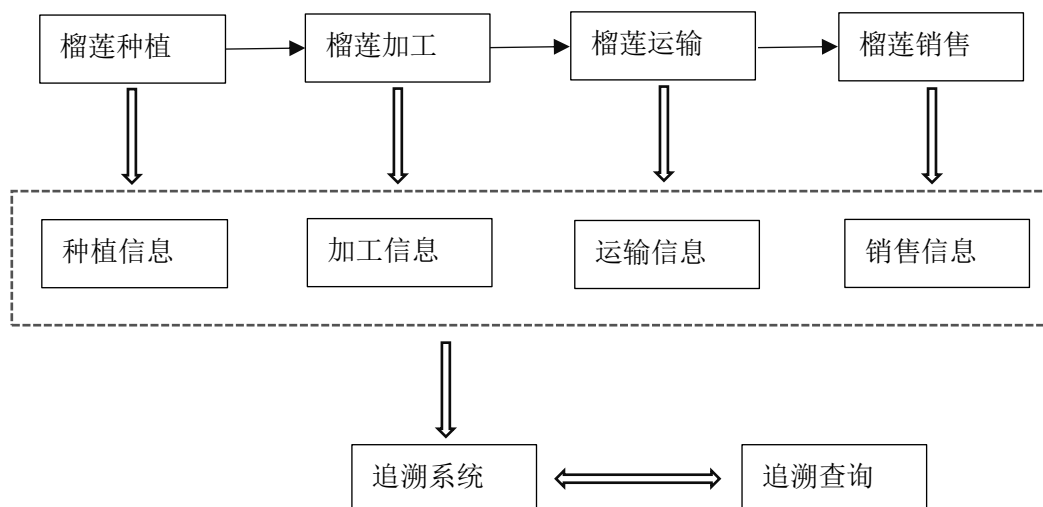 榴莲种植
榴莲加工
榴莲运输
榴莲销售
种植信息
加工信息
运输信息
销售信息
追溯系统
追溯查询